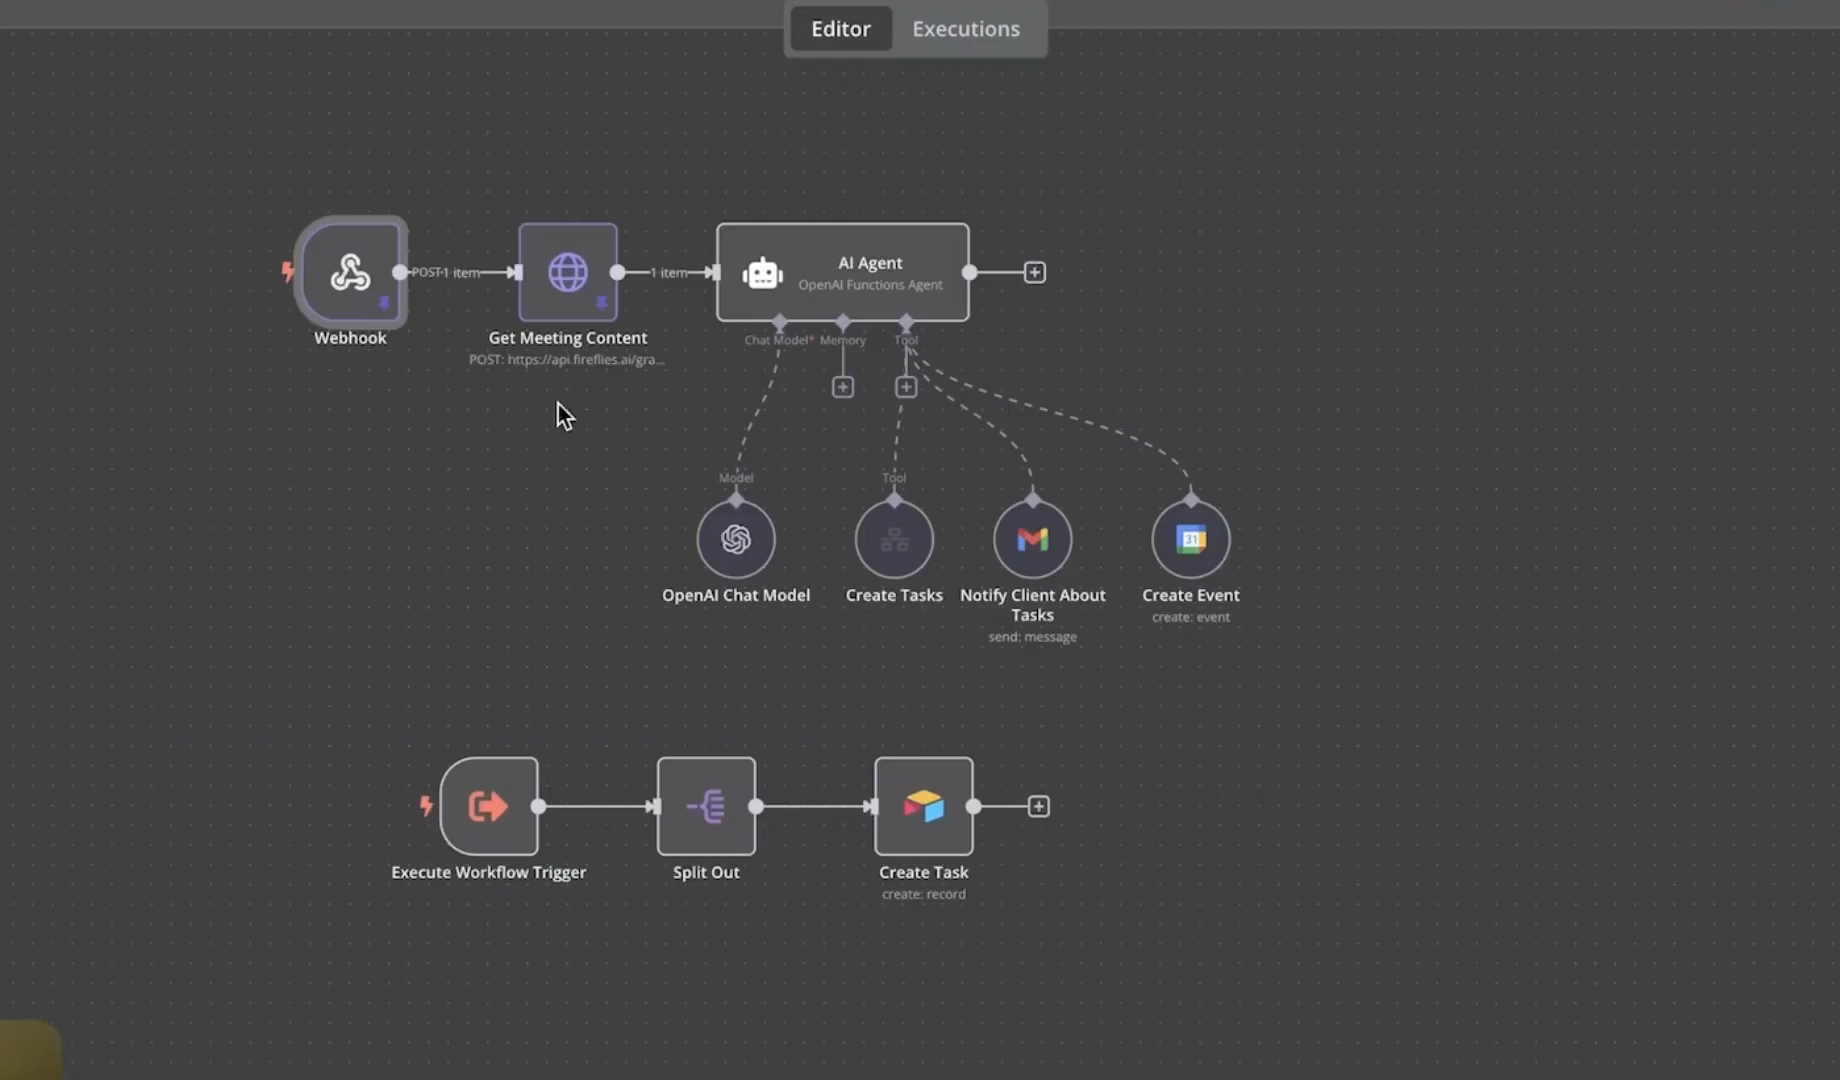 Editor
Executions
POST
1 item
1 item
AI Agent
OpenAI Functions Agent
Webhook
Get Meeting Content
POST: https://api.fireflies.ai/gra...
Chat Model*
Memory
Tool
Model
Tool
31
OpenAI Chat Model
Create Tasks
Notify Client About
Tasks
send: message
Create Event
create: event
Execute Workflow Trigger
Split Out
Create Task
create: record